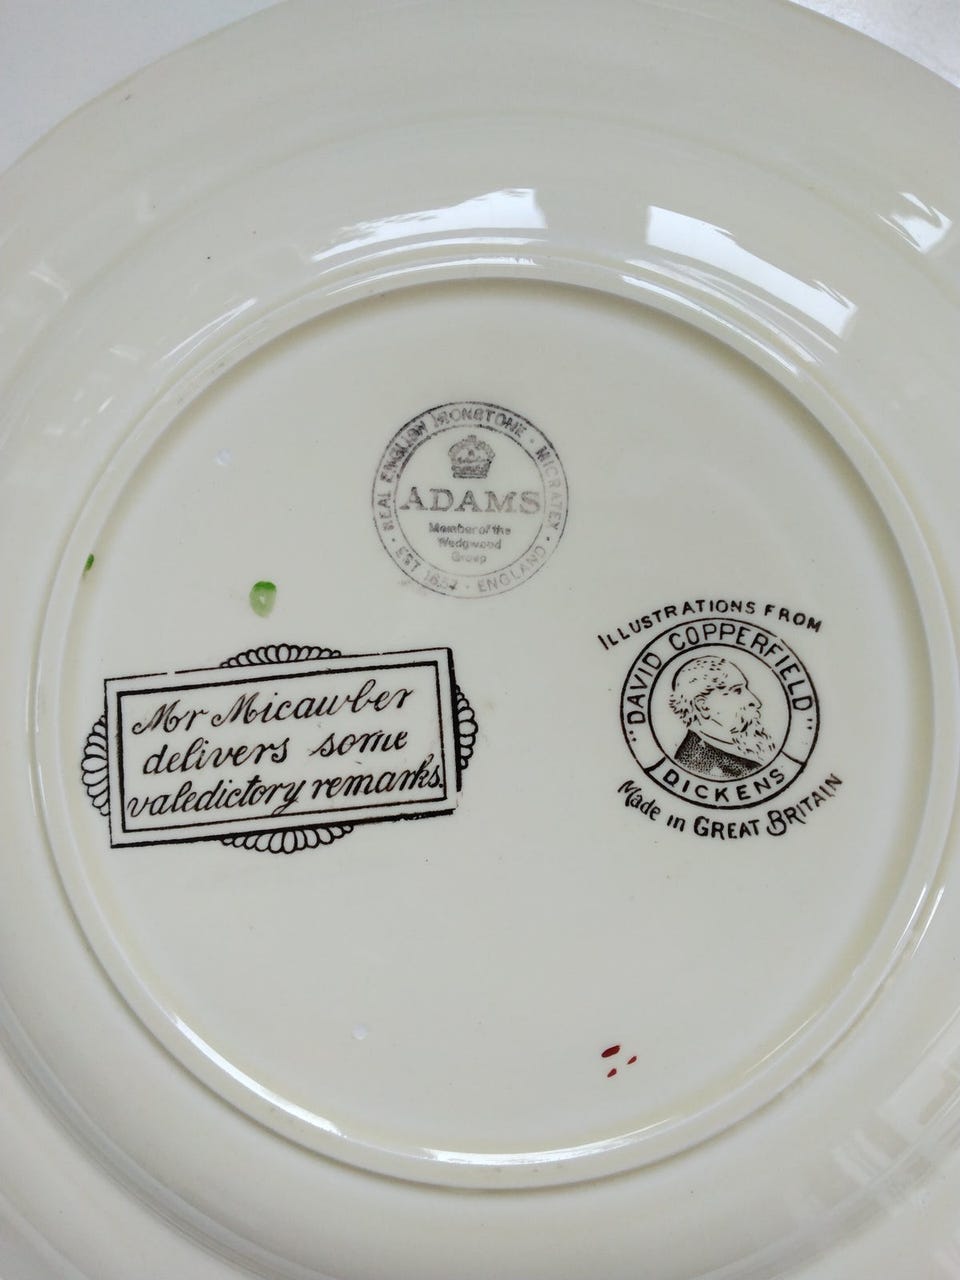 REAL ENGLISH IRONSTONE · MICRATEX ·
ADAMS
Member of the
Wedgwood
Group
EST 1657 · ENGLAND
ILLUSTRATIONS FROM
"DAVID COPPERFIELD"
DICKENS
Made in GREAT BRITAIN
Mr Micawber
delivers some
valedictory remarks.